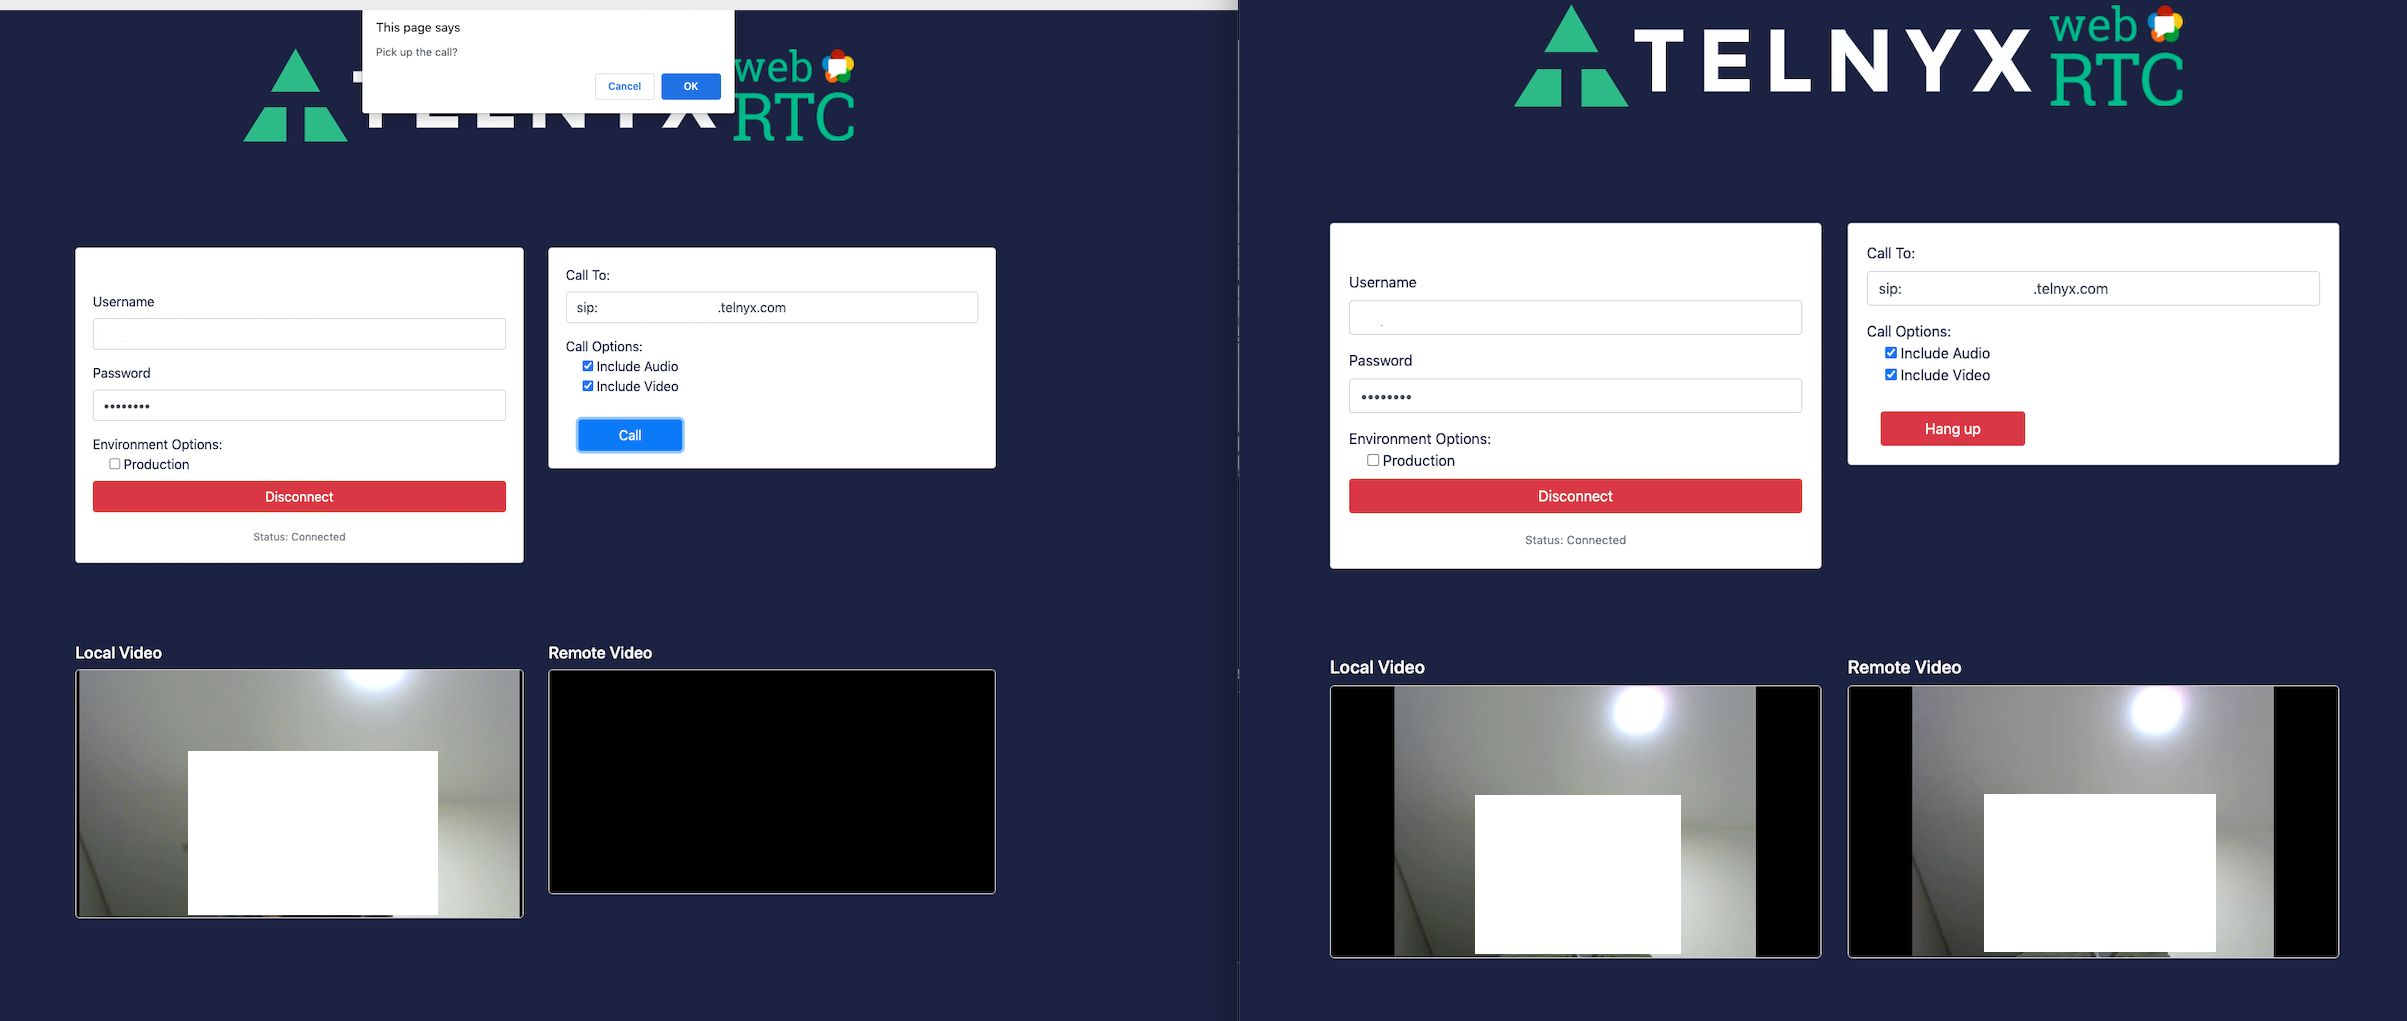 This page says
Pick up the call?
Cancel
OK
web
RTC
Username
Password
••••••••
Environment Options:
Production
Disconnect
Status: Connected
Call To:
sip: .telnyx.com
Call Options:
Include Audio
Include Video
Call
Local Video
Remote Video
TELNYX
web
RTC
Username
Password
••••••••
Environment Options:
Production
Disconnect
Status: Connected
Call To:
sip: .telnyx.com
Call Options:
Include Audio
Include Video
Hang up
Local Video
Remote Video